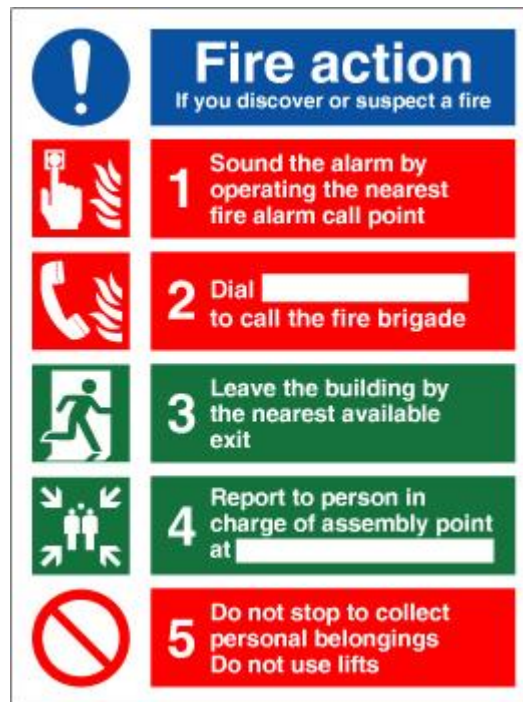 Fire action
If you discover or suspect a fire
1
Sound the alarm by
operating the nearest
fire alarm call point
2
Dial
to call the fire brigade
3
Leave the building by
the nearest available
exit
4
Report to person in
charge of assembly point
at
5
Do not stop to collect
personal belongings
Do not use lifts